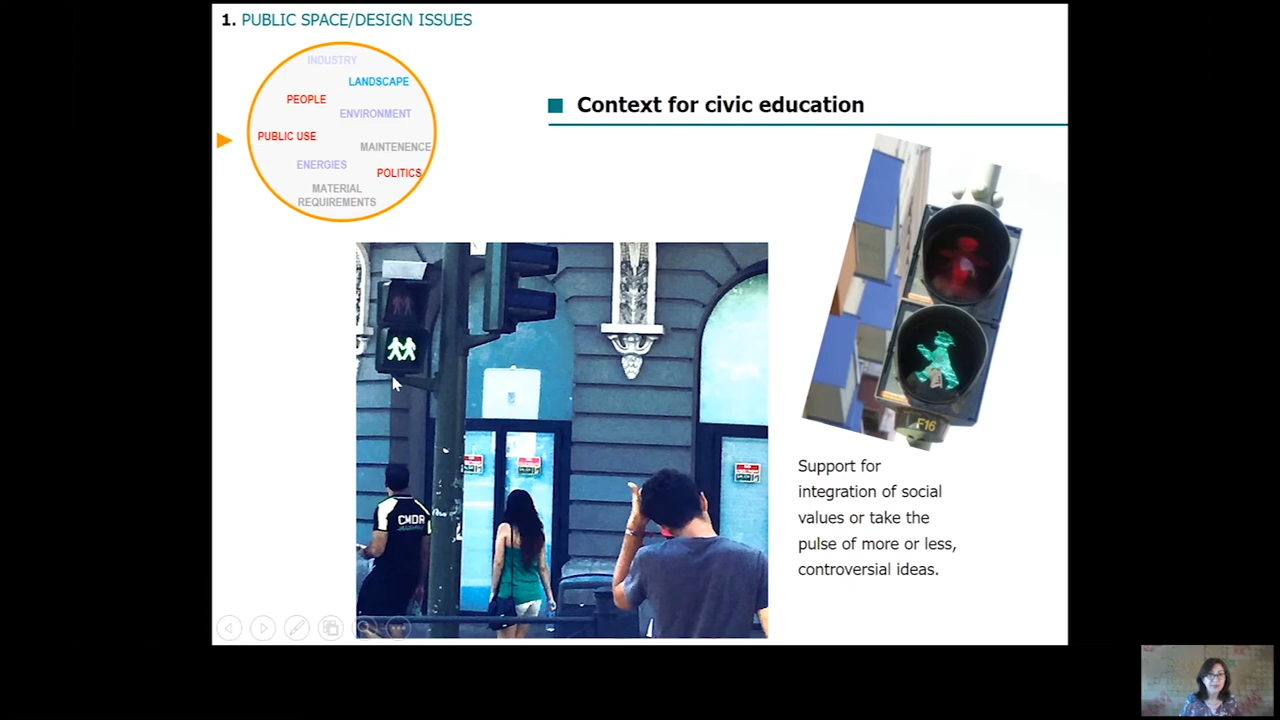 1. PUBLIC SPACE/DESIGN ISSUES
INDUSTRY
LANDSCAPE
PEOPLE
ENVIRONMENT
PUBLIC USE
MAINTENENCE
ENERGIES
POLITICS
MATERIAL
REQUIREMENTS
Context for civic education
CMDR
F16
Support for
integration of social
values or take the
pulse of more or less,
controversial ideas.